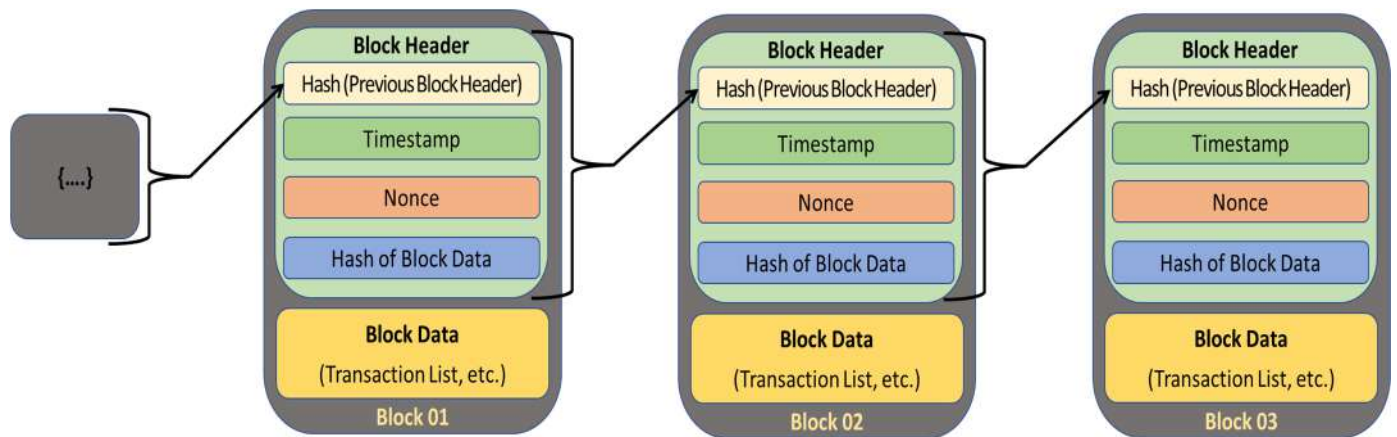 {....}
Block Header
Hash (Previous Block Header)
Timestamp
Nonce
Hash of Block Data
Block Data
(Transaction List, etc.)
Block 01
Block Header
Hash (Previous Block Header)
Timestamp
Nonce
Hash of Block Data
Block Data
(Transaction List, etc.)
Block 02
Block Header
Hash (Previous Block Header)
Timestamp
Nonce
Hash of Block Data
Block Data
(Transaction List, etc.)
Block 03